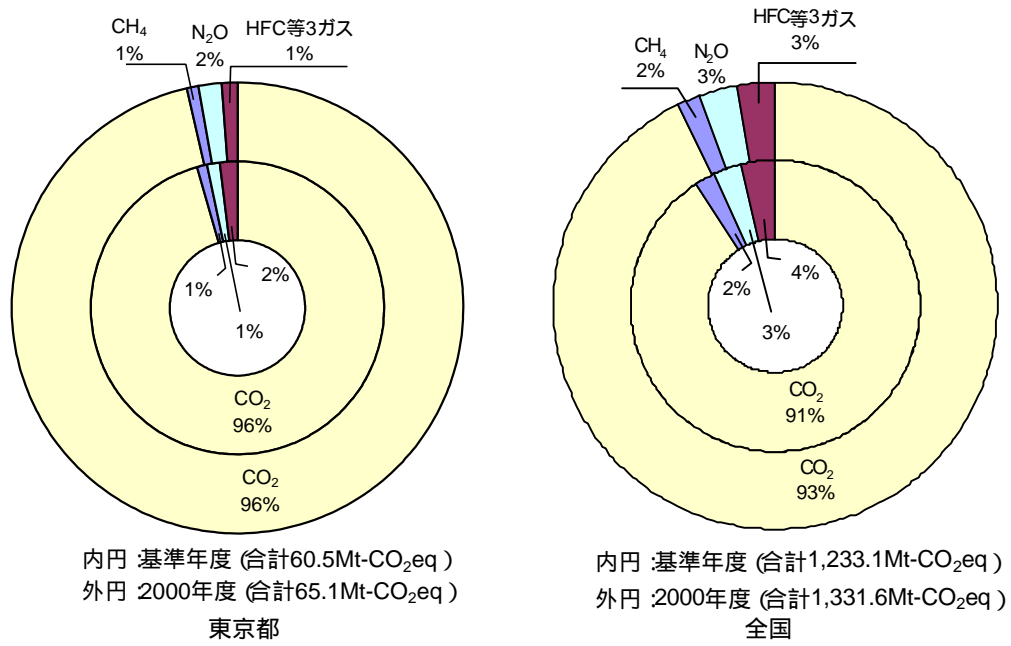 CH₄
1%
N₂O
2%
HFC等3ガス
1%
1%
2%
1%
CO₂
96%
CO₂
96%
内円:基準年度(合計60.5Mt-CO₂eq)
外円:2000年度(合計65.1Mt-CO₂eq)
東京都
HFC等3ガス
3%
CH₄
2%
N₂O
3%
2%
4%
3%
CO₂
91%
CO₂
93%
内円:基準年度(合計1,233.1Mt-CO₂eq)
外円:2000年度(合計1,331.6Mt-CO₂eq)
全国